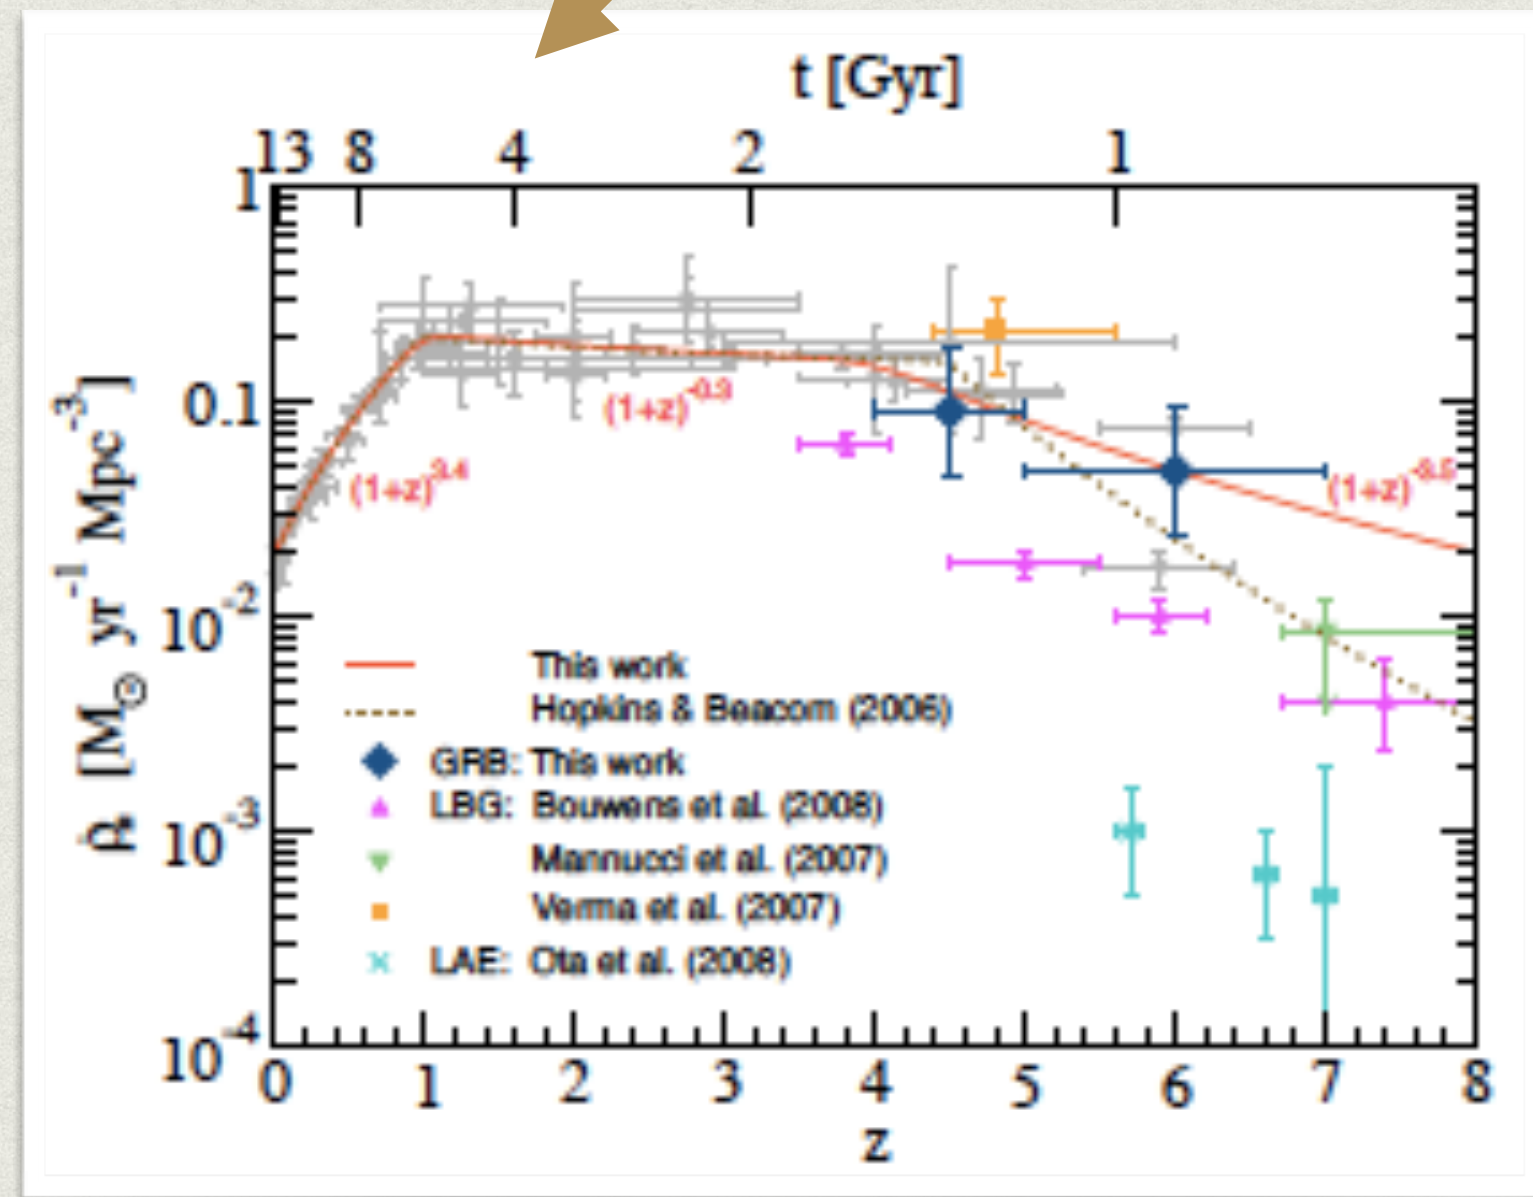 t [Gyr]
13 8 4 2 1
1
0.1
10-2
10-3
10-4
ρ̇* [M⊙ yr-1 Mpc-3]
(1+z)3.4
(1+z)-0.3
(1+z)-3.5
This work
Hopkins & Beacom (2006)
GRB: This work
LBG: Bouwens et al. (2008)
Mannucci et al. (2007)
Verma et al. (2007)
LAE: Ota et al. (2008)
0 1 2 3 4 5 6 7 8
z